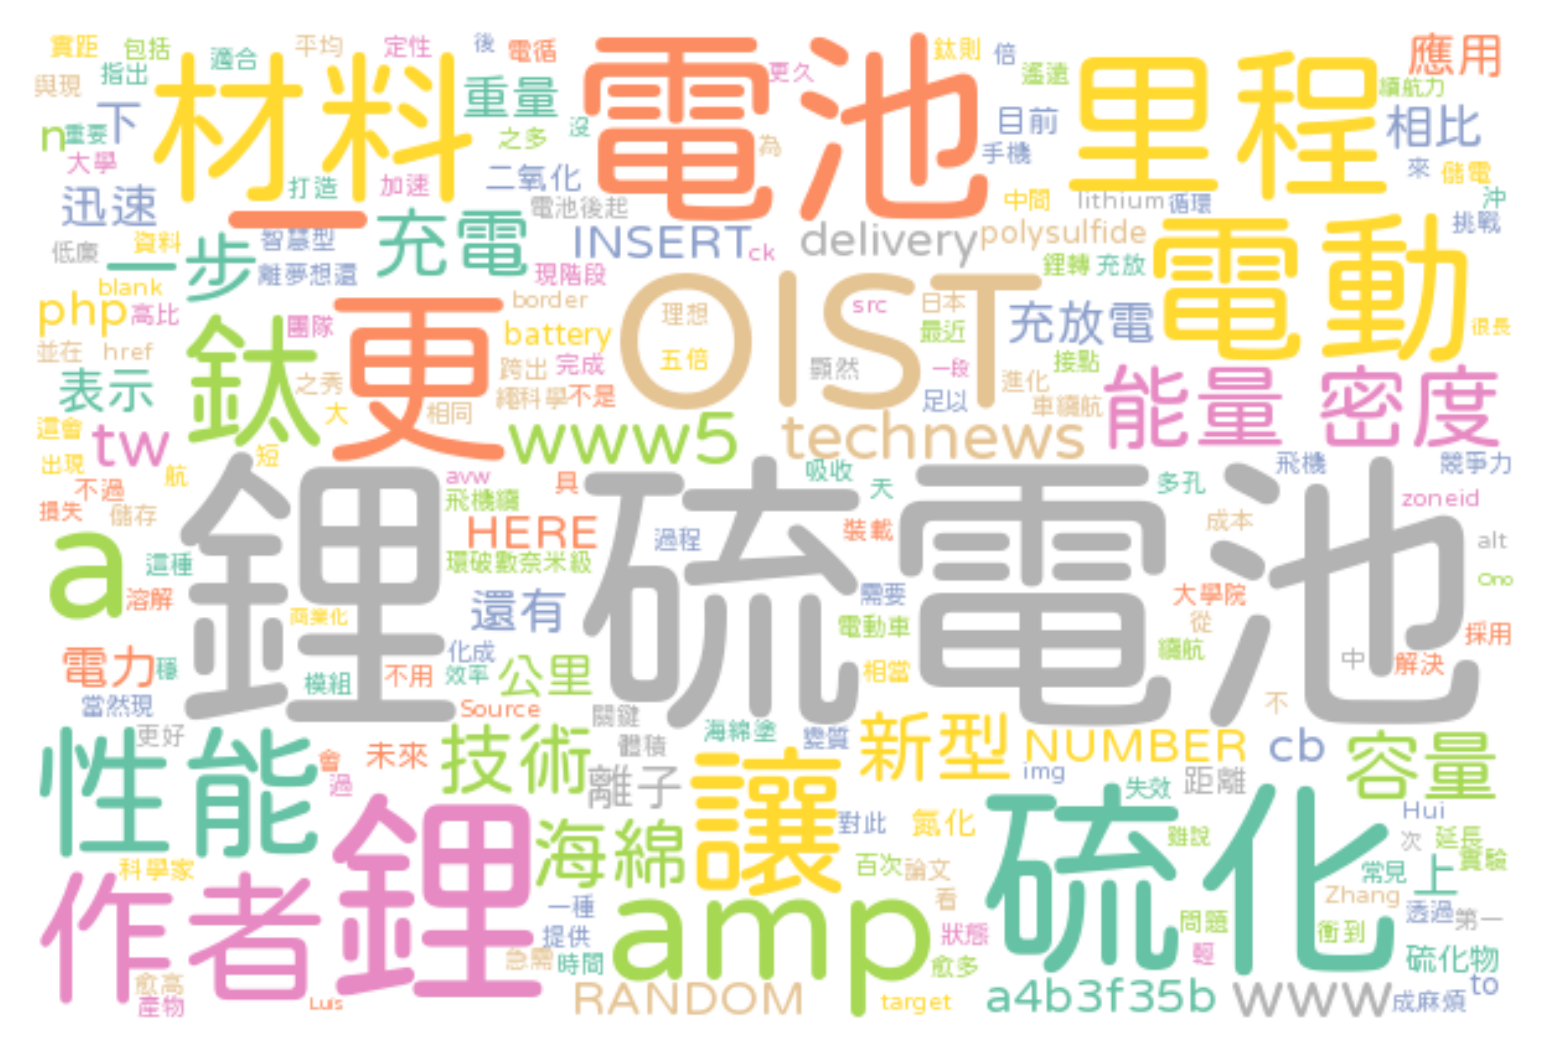 實距 包括 平均 定性 後 電循 鈦則 倍 應用
指出 適合 更久 遙遠 續航力
與現 材料 重量 電池 里程
n 重要 下 之多 沒 為 目前 相比
大學 打造 加速 二氧化 手機 來 儲電
迅速 一 電池後起 中間 lithium 循環 沖
低廉 資料 一步 智慧型 充電 INSERT ck delivery polysulfide 電動 挑戰
離夢想還 現階段 鋰轉 充放
blank
php 高比 團隊 更 border OIST 理想 src 日本 充放電 很長
並在 href 鈦 battery 最近
表示 之秀 跨出 完成 五倍 顯然 一段 接點 能量 密度
大 相同 繩科學 不是 足以 進化 車續航
這會 tw www5 technews
出現 航 短 avw 吸收 飛機 競爭力
不過 飛機續 具 天 多孔 zoneid
損失 儲存 鋰硫電池 HERE 過程 裝載 成本 alt
a 這種 環破數奈米級 Ono
溶解 商業化 還有 需要 大學院
電動車 從 採用
電力 穩 化成 公里 相當 續航 中 解決
模組 不用 效率
當然現 Source 關鍵 不
更好 海綿塗 變質
性能 會 未來 技術 體積 新型 NUMBER cb 容量
過 離子 讓 img 距離
失效 Hui
科學家 鋰 海綿 對此 氮化 硫化 雖說 次 延長
百次 論文 常見 上 實驗
作者 一種 amp 看 Zhang 透過 第一
提供 狀態 問題 衝到
愈高 急需 時間 愈多 輕 硫化物
產物 Luis RANDOM target a4b3f35b www 成麻煩 to